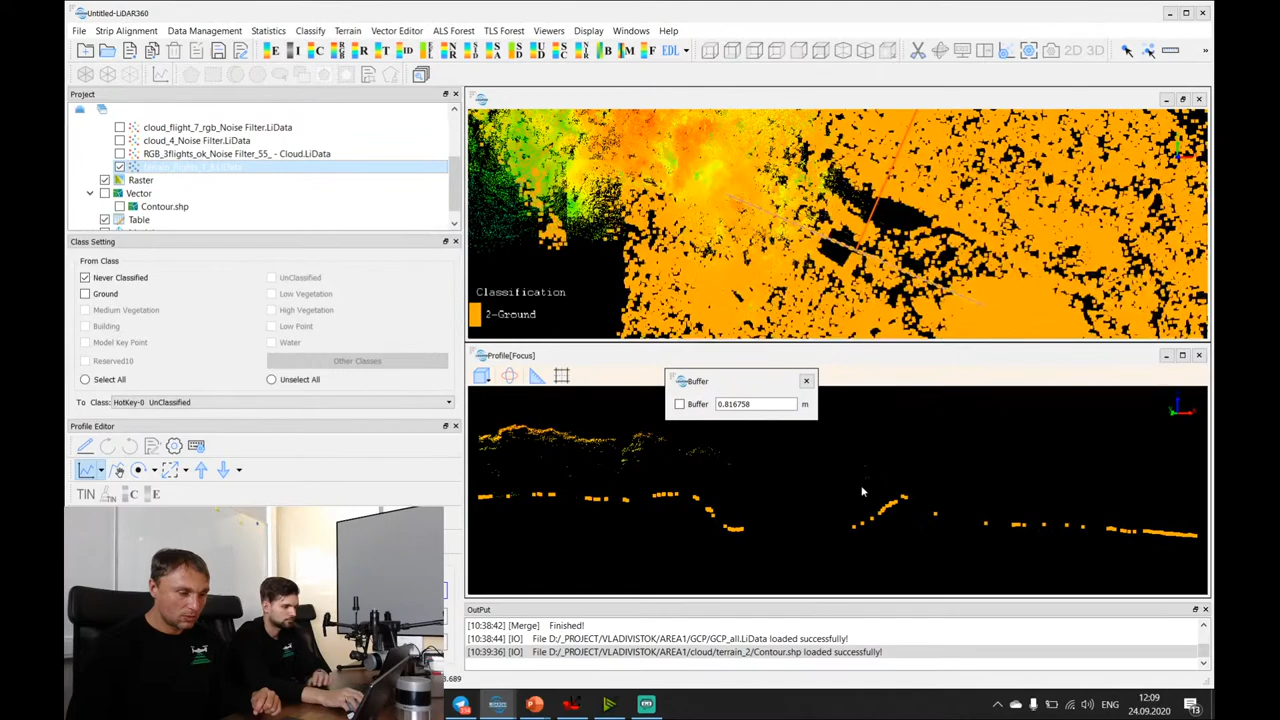 Untitled-LiDAR360
File Strip Alignment Data Management Statistics Classify Terrain Vector Editor ALS Forest TLS Forest Viewers Display Windows Help
EDL
2D 3D
Project
cloud_flight_7_rgb_Noise Filter.LiData
cloud_4_Noise Filter.LiData
RGB_3flights_ok_Noise Filter_55_ - Cloud.LiData
Raster
Vector
Contour.shp
Table
Class Setting
From Class
Never Classified UnClassified
Ground Low Vegetation
Medium Vegetation High Vegetation
Building Low Point
Model Key Point Water
Reserved10 Other Classes
Select All Unselect All
To Class: HotKey-0 UnClassified
Profile Editor
TIN TIN C E
Classification
2-Ground
Profile[Focus]
Buffer
Buffer 0.816758 m
OutPut
[10:38:42] [Merge] Finished!
[10:38:44] [IO] File D:/_PROJECT/VLADIVISTOK/AREA1/GCP/GCP_all.LiData loaded successfully!
[10:39:36] [IO] File D:/_PROJECT/VLADIVISTOK/AREA1/cloud/terrain_2/Contour.shp loaded successfully!
ENG
12:09
24.09.2020